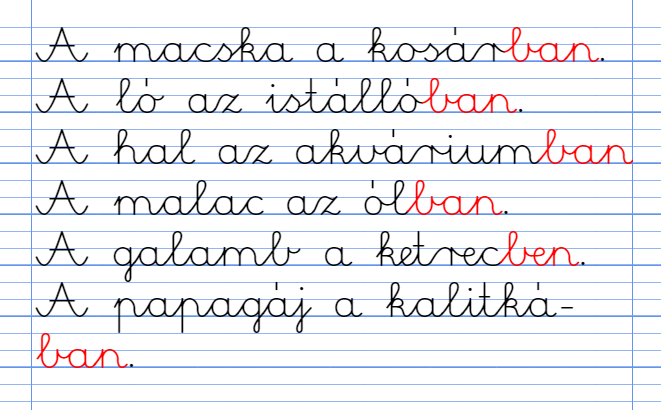 A macska a kosárban.
A ló az istállóban.
A hal az akváriumban
A malac az ólban.
A galamb a ketrecben.
A papagáj a kalitká-
ban.